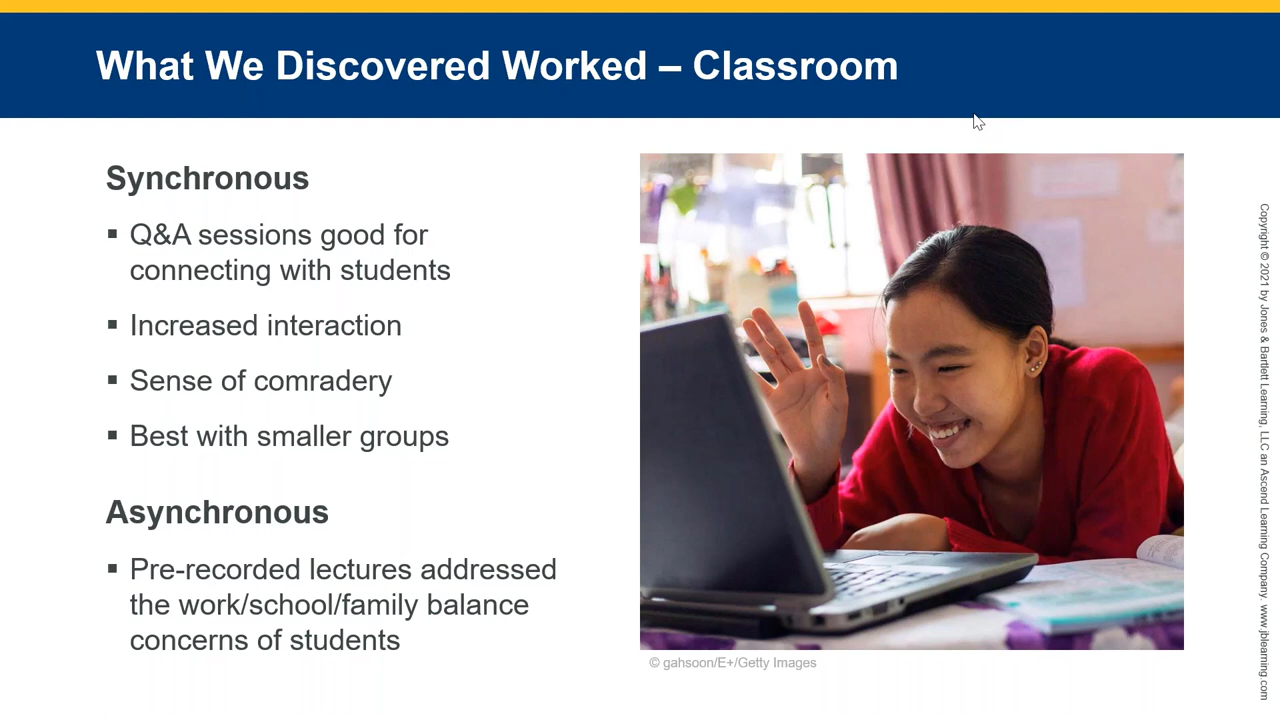 What We Discovered Worked – Classroom
Synchronous
▪ Q&A sessions good for
connecting with students
▪ Increased interaction
▪ Sense of comradery
▪ Best with smaller groups
Asynchronous
▪ Pre-recorded lectures addressed
the work/school/family balance
concerns of students
© gahsoon/E+/Getty Images
Copyright © 2021 by Jones & Bartlett Learning, LLC an Ascend Learning Company. www.jblearning.com